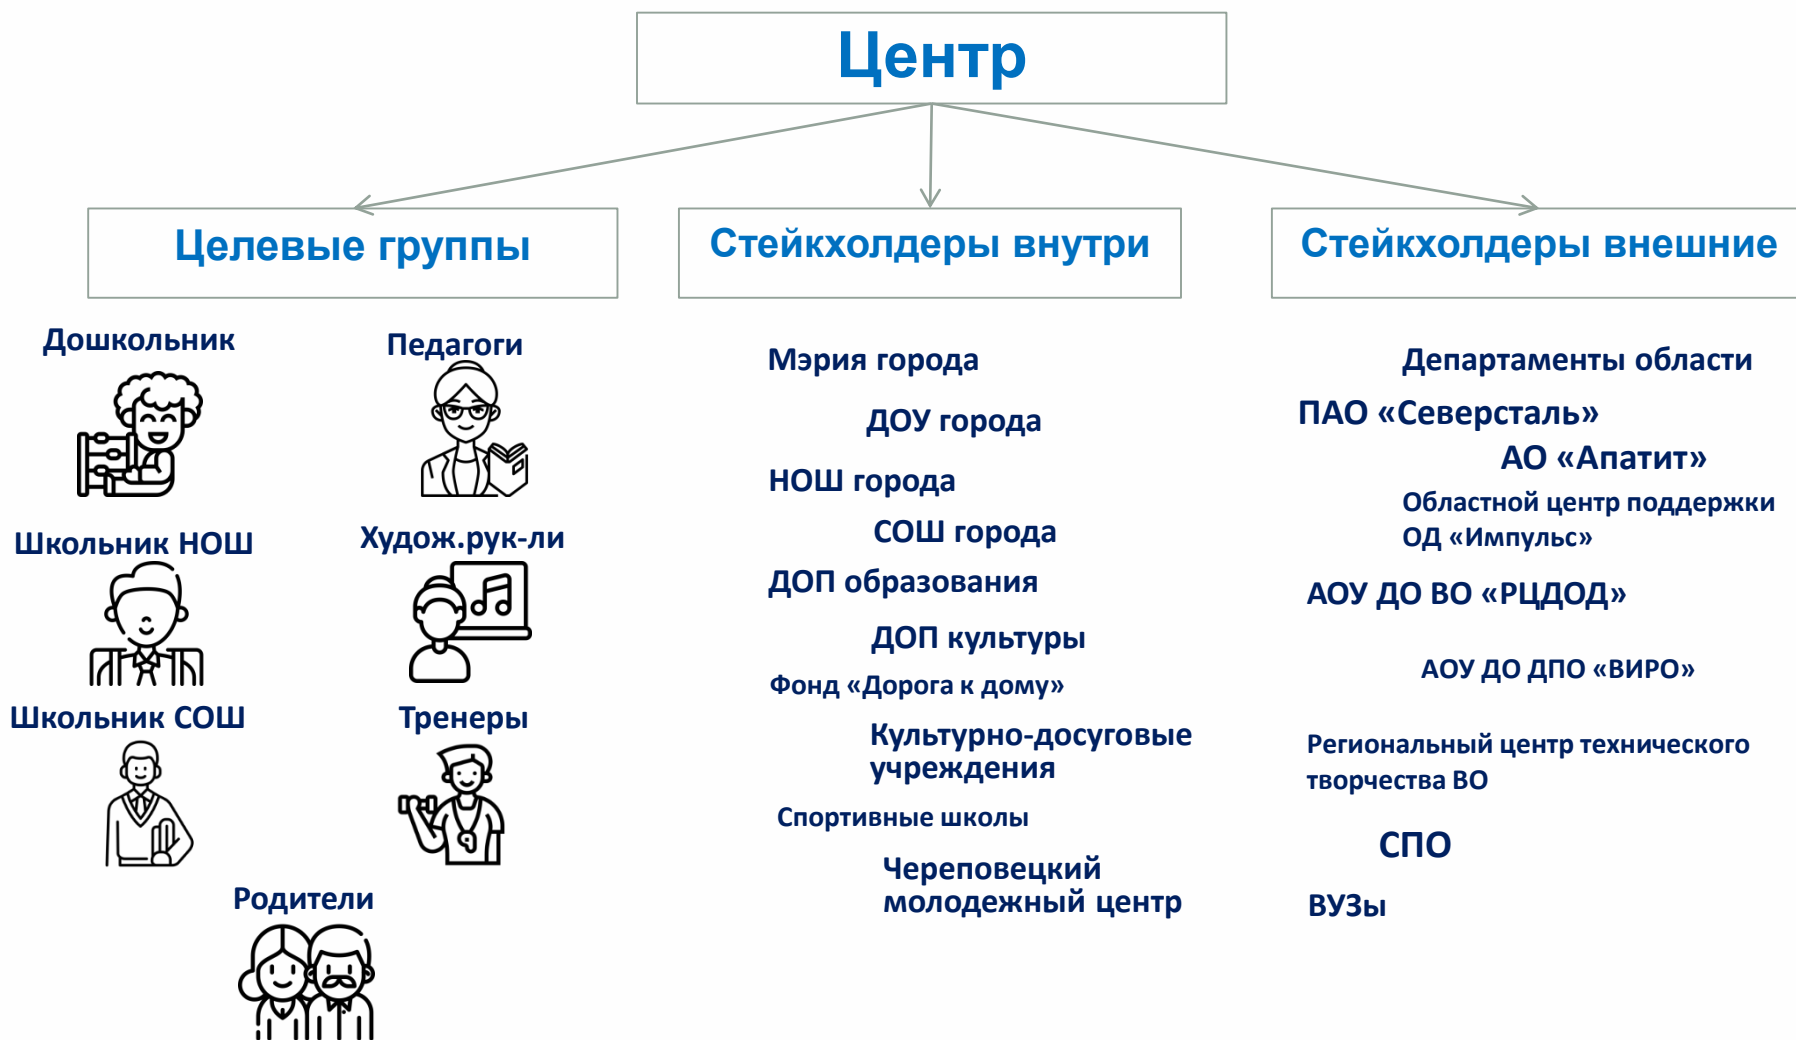 Центр
Целевые группы
Стейкхолдеры внутри
Стейкхолдеры внешние
Дошкольник
Педагоги
Школьник НОШ
Худож.рук-ли
Школьник СОШ
Тренеры
Родители
Мэрия города
ДОУ города
НОШ города
СОШ города
ДОП образования
ДОП культуры
Фонд «Дорога к дому»
Культурно-досуговые
учреждения
Спортивные школы
Череповецкий
молодежный центр
Департаменты области
ПАО «Северсталь»
АО «Апатит»
Областной центр поддержки
ОД «Импульс»
АОУ ДО ВО «РЦДОД»
АОУ ДО ДПО «ВИРО»
Региональный центр технического
творчества ВО
СПО
ВУЗы